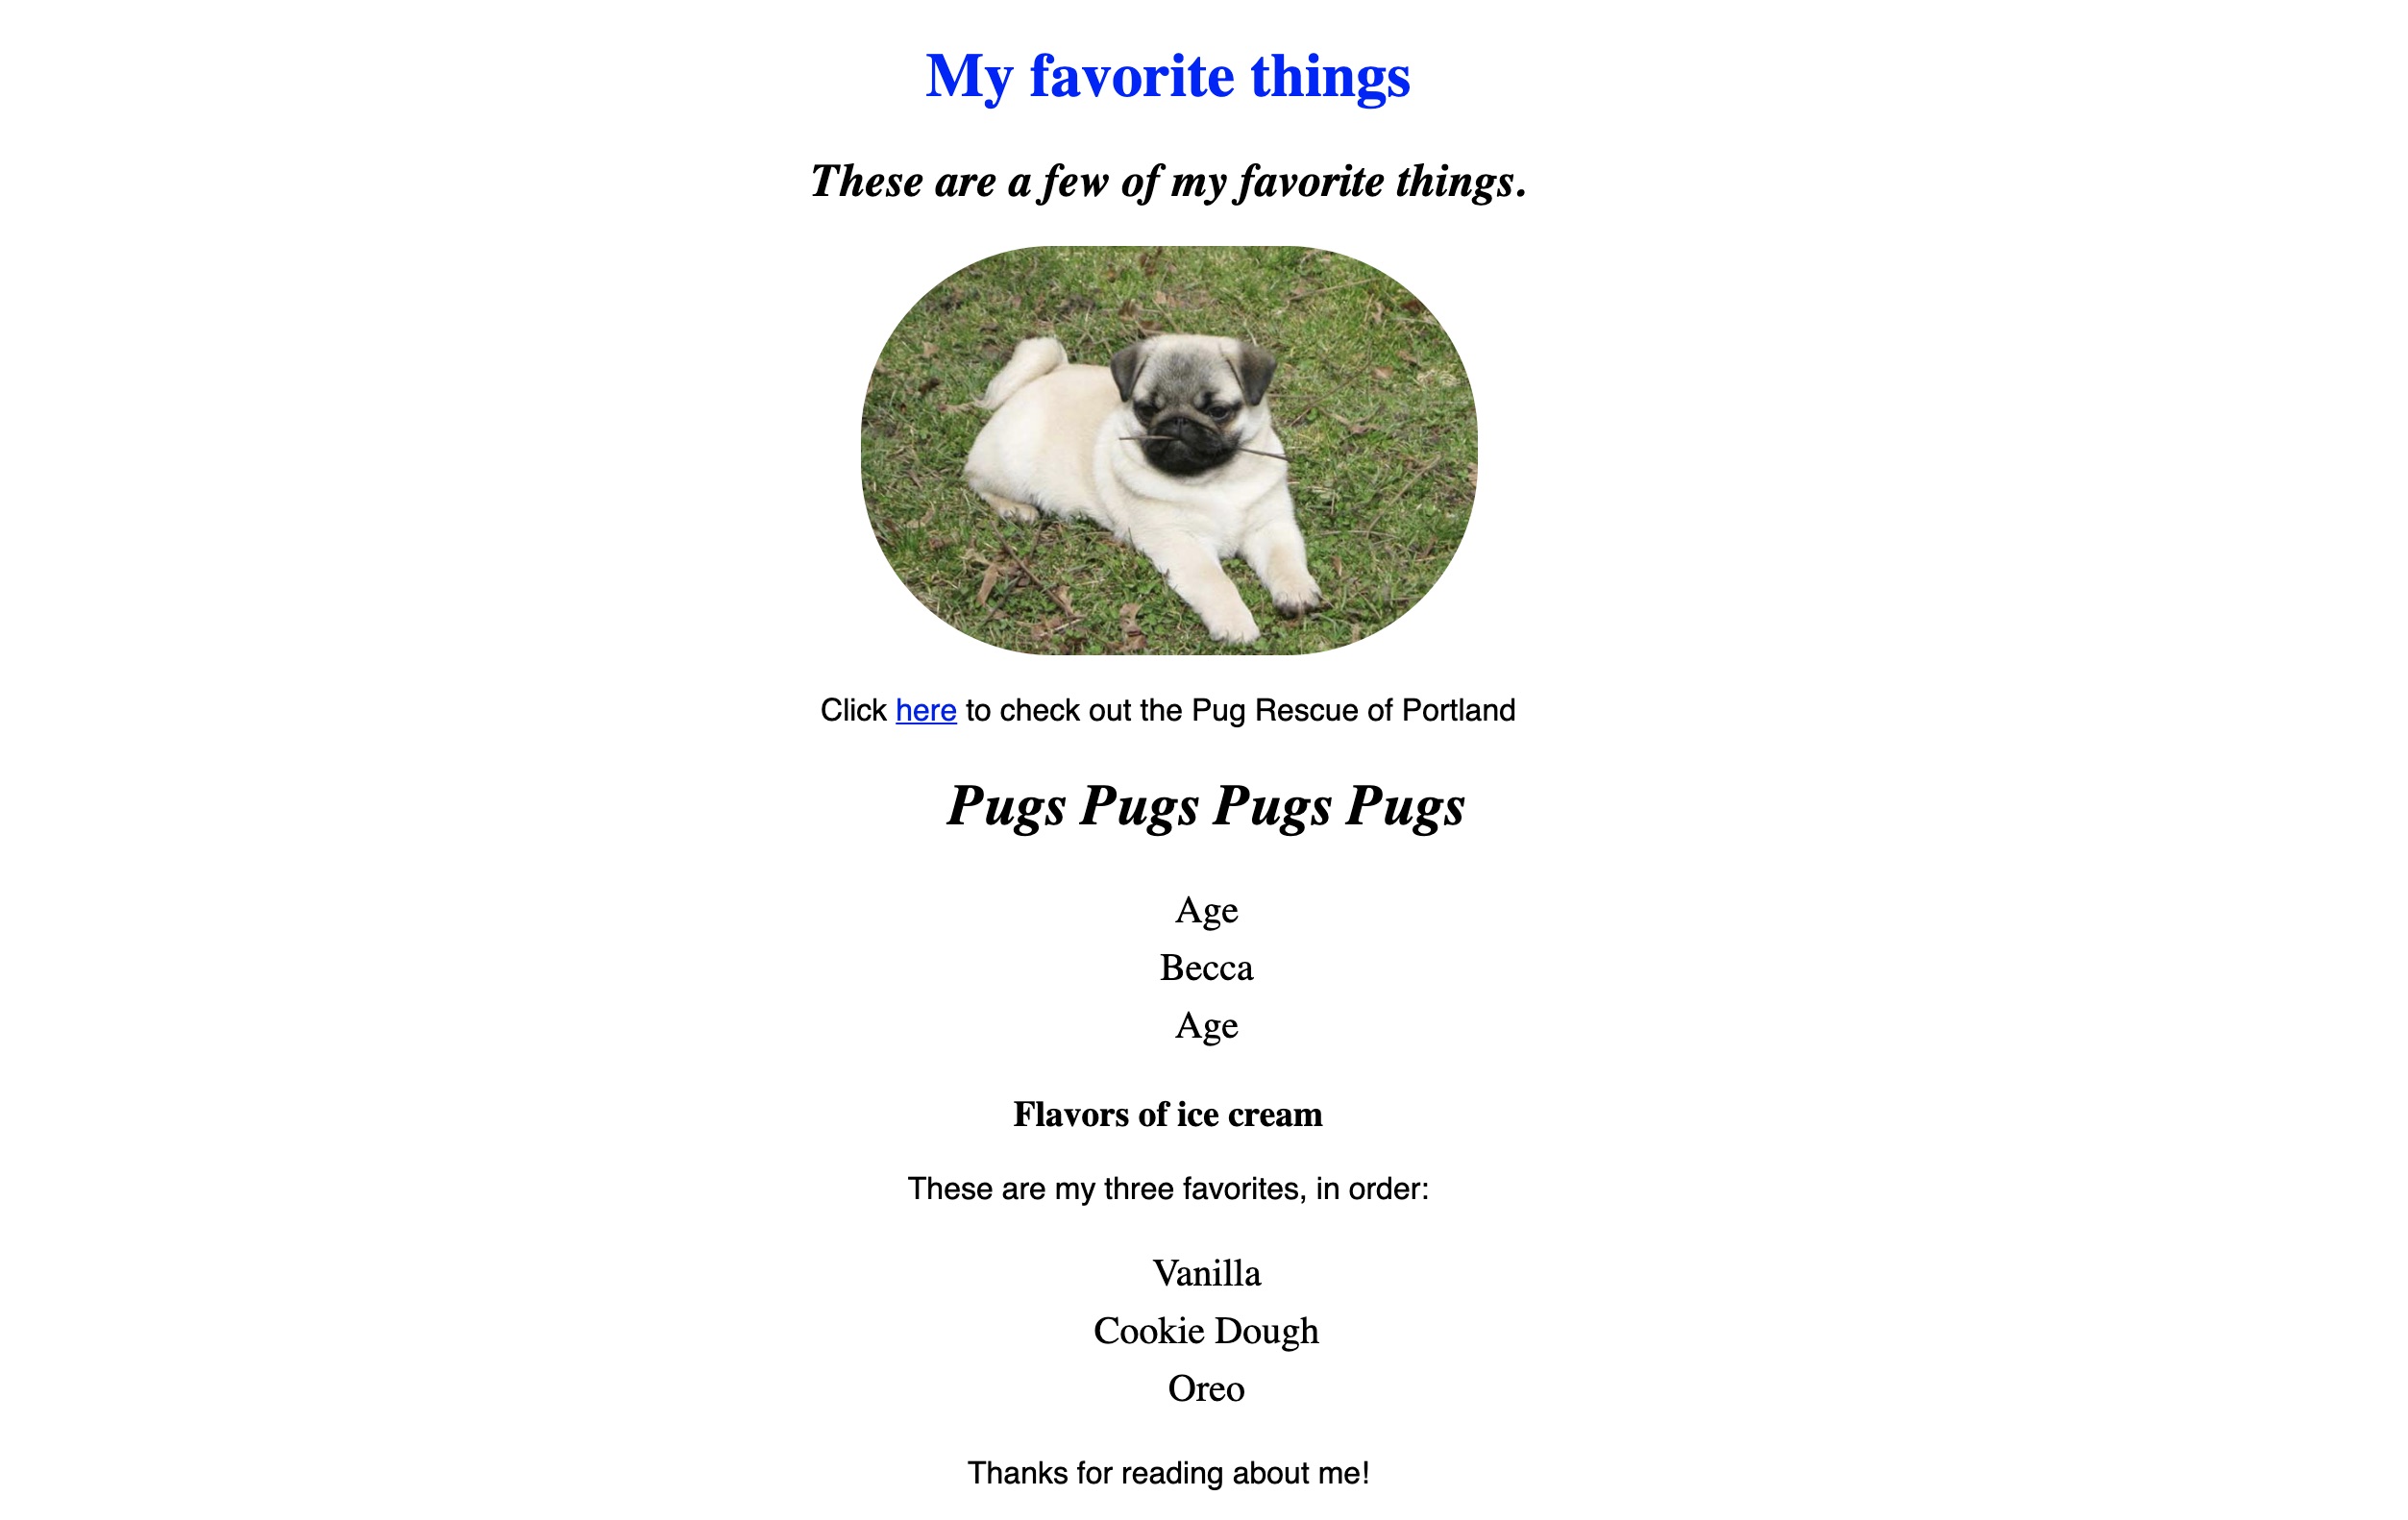 My favorite things
These are a few of my favorite things.
Click here to check out the Pug Rescue of Portland
Pugs Pugs Pugs Pugs
Age
Becca
Age
Flavors of ice cream
These are my three favorites, in order:
Vanilla
Cookie Dough
Oreo
Thanks for reading about me!